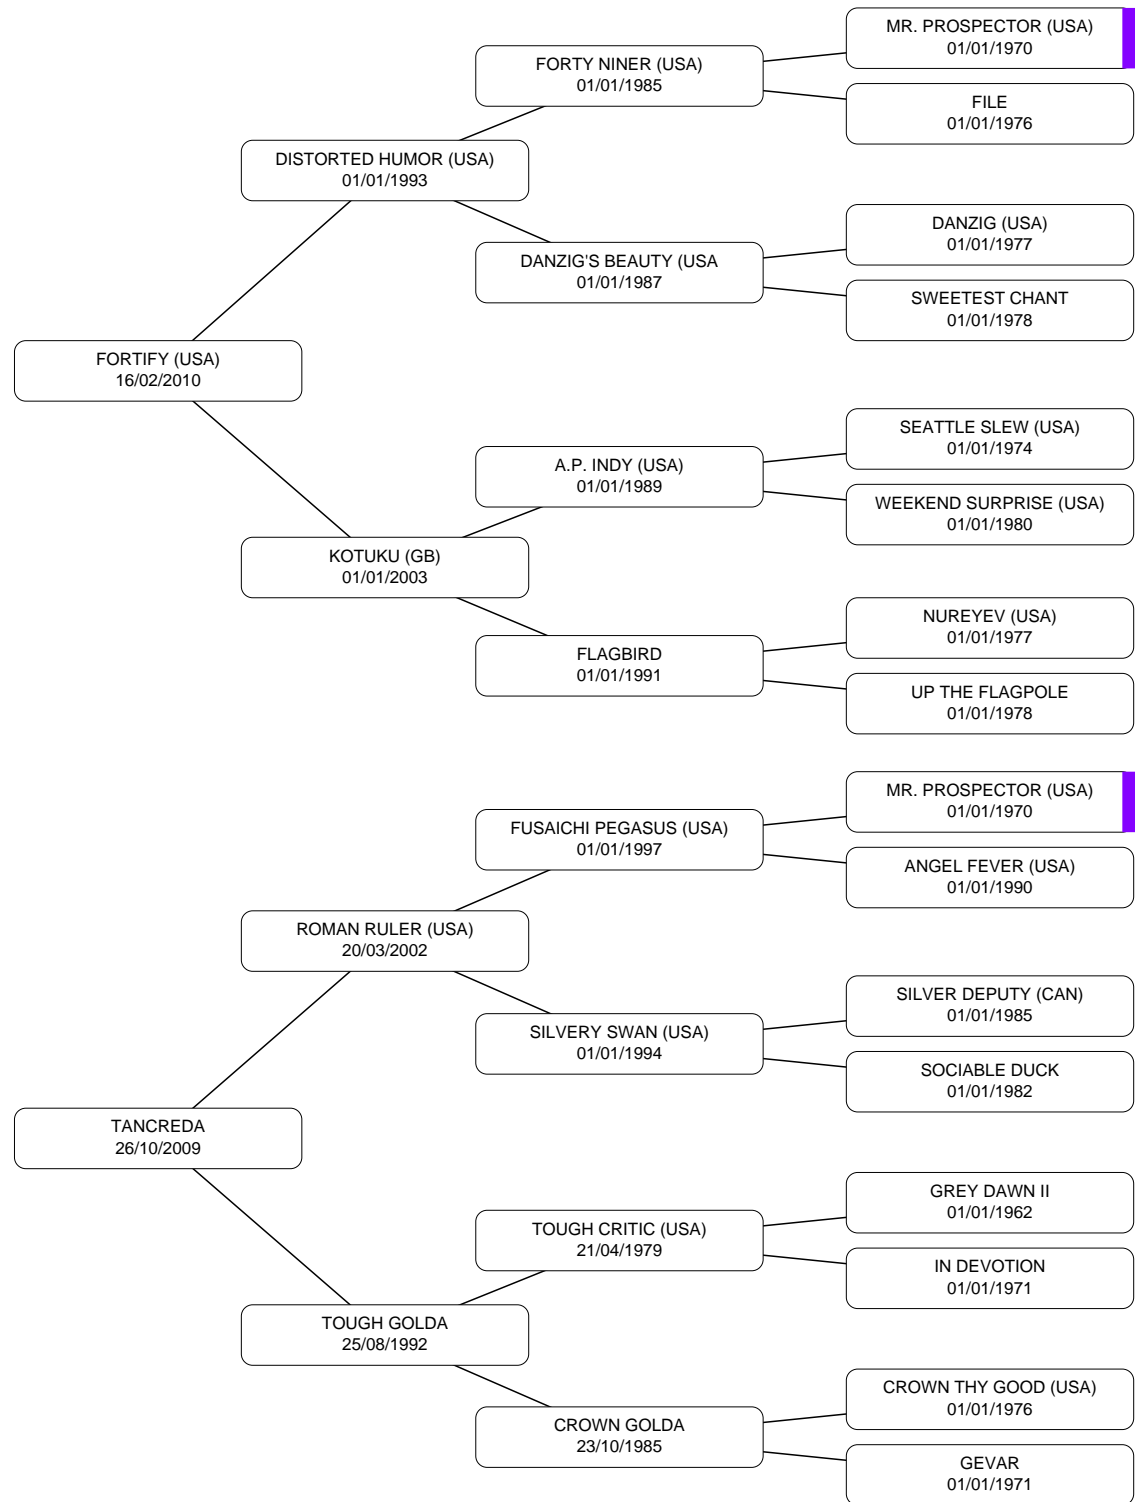 MR. PROSPECTOR (USA)
01/01/1970
FORTY NINER (USA)
01/01/1985
FILE
01/01/1976
DISTORTED HUMOR (USA)
01/01/1993
DANZIG (USA)
01/01/1977
DANZIG'S BEAUTY (USA
01/01/1987
SWEETEST CHANT
01/01/1978
FORTIFY (USA)
16/02/2010
SEATTLE SLEW (USA)
01/01/1974
A.P. INDY (USA)
01/01/1989
WEEKEND SURPRISE (USA)
01/01/1980
KOTUKU (GB)
01/01/2003
NUREYEV (USA)
01/01/1977
FLAGBIRD
01/01/1991
UP THE FLAGPOLE
01/01/1978
MR. PROSPECTOR (USA)
01/01/1970
FUSAICHI PEGASUS (USA)
01/01/1997
ANGEL FEVER (USA)
01/01/1990
ROMAN RULER (USA)
20/03/2002
SILVER DEPUTY (CAN)
01/01/1985
SILVERY SWAN (USA)
01/01/1994
SOCIABLE DUCK
01/01/1982
TANCREDA
26/10/2009
GREY DAWN II
01/01/1962
TOUGH CRITIC (USA)
21/04/1979
IN DEVOTION
01/01/1971
TOUGH GOLDA
25/08/1992
CROWN THY GOOD (USA)
01/01/1976
CROWN GOLDA
23/10/1985
GEVAR
01/01/1971